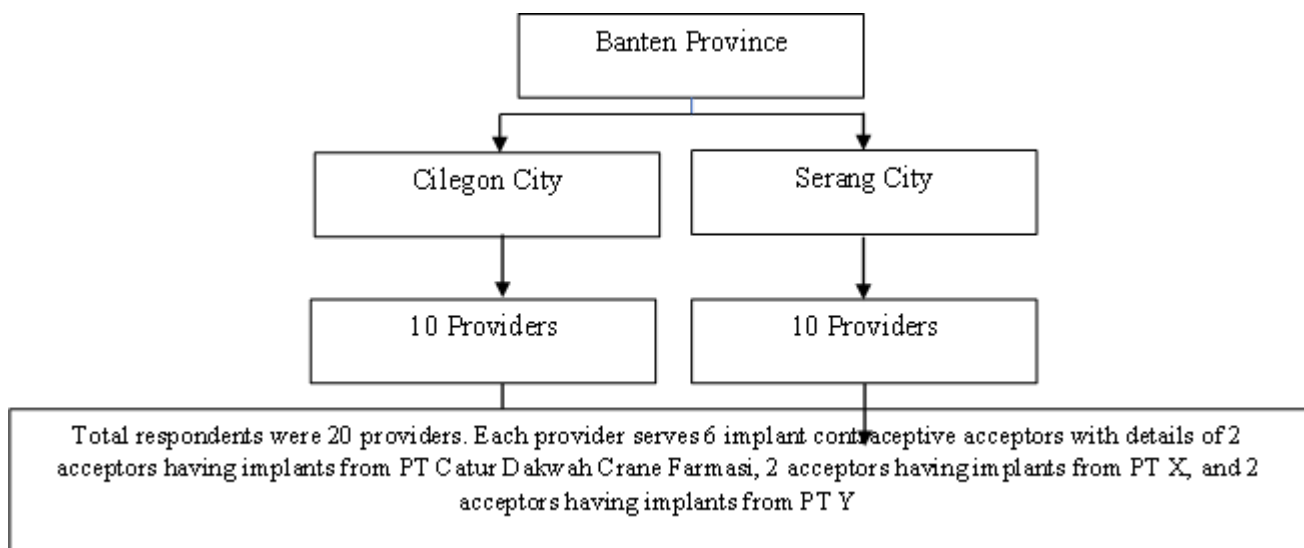 Banten Province
Cilegon City
Serang City
10 Providers
10 Providers
Total respondents were 20 providers. Each provider serves 6 implant contraceptive acceptors with details of 2
acceptors having implants from PT Catur Dakwah Crane Farmasi, 2 acceptors having implants from PT X, and 2
acceptors having implants from PT Y